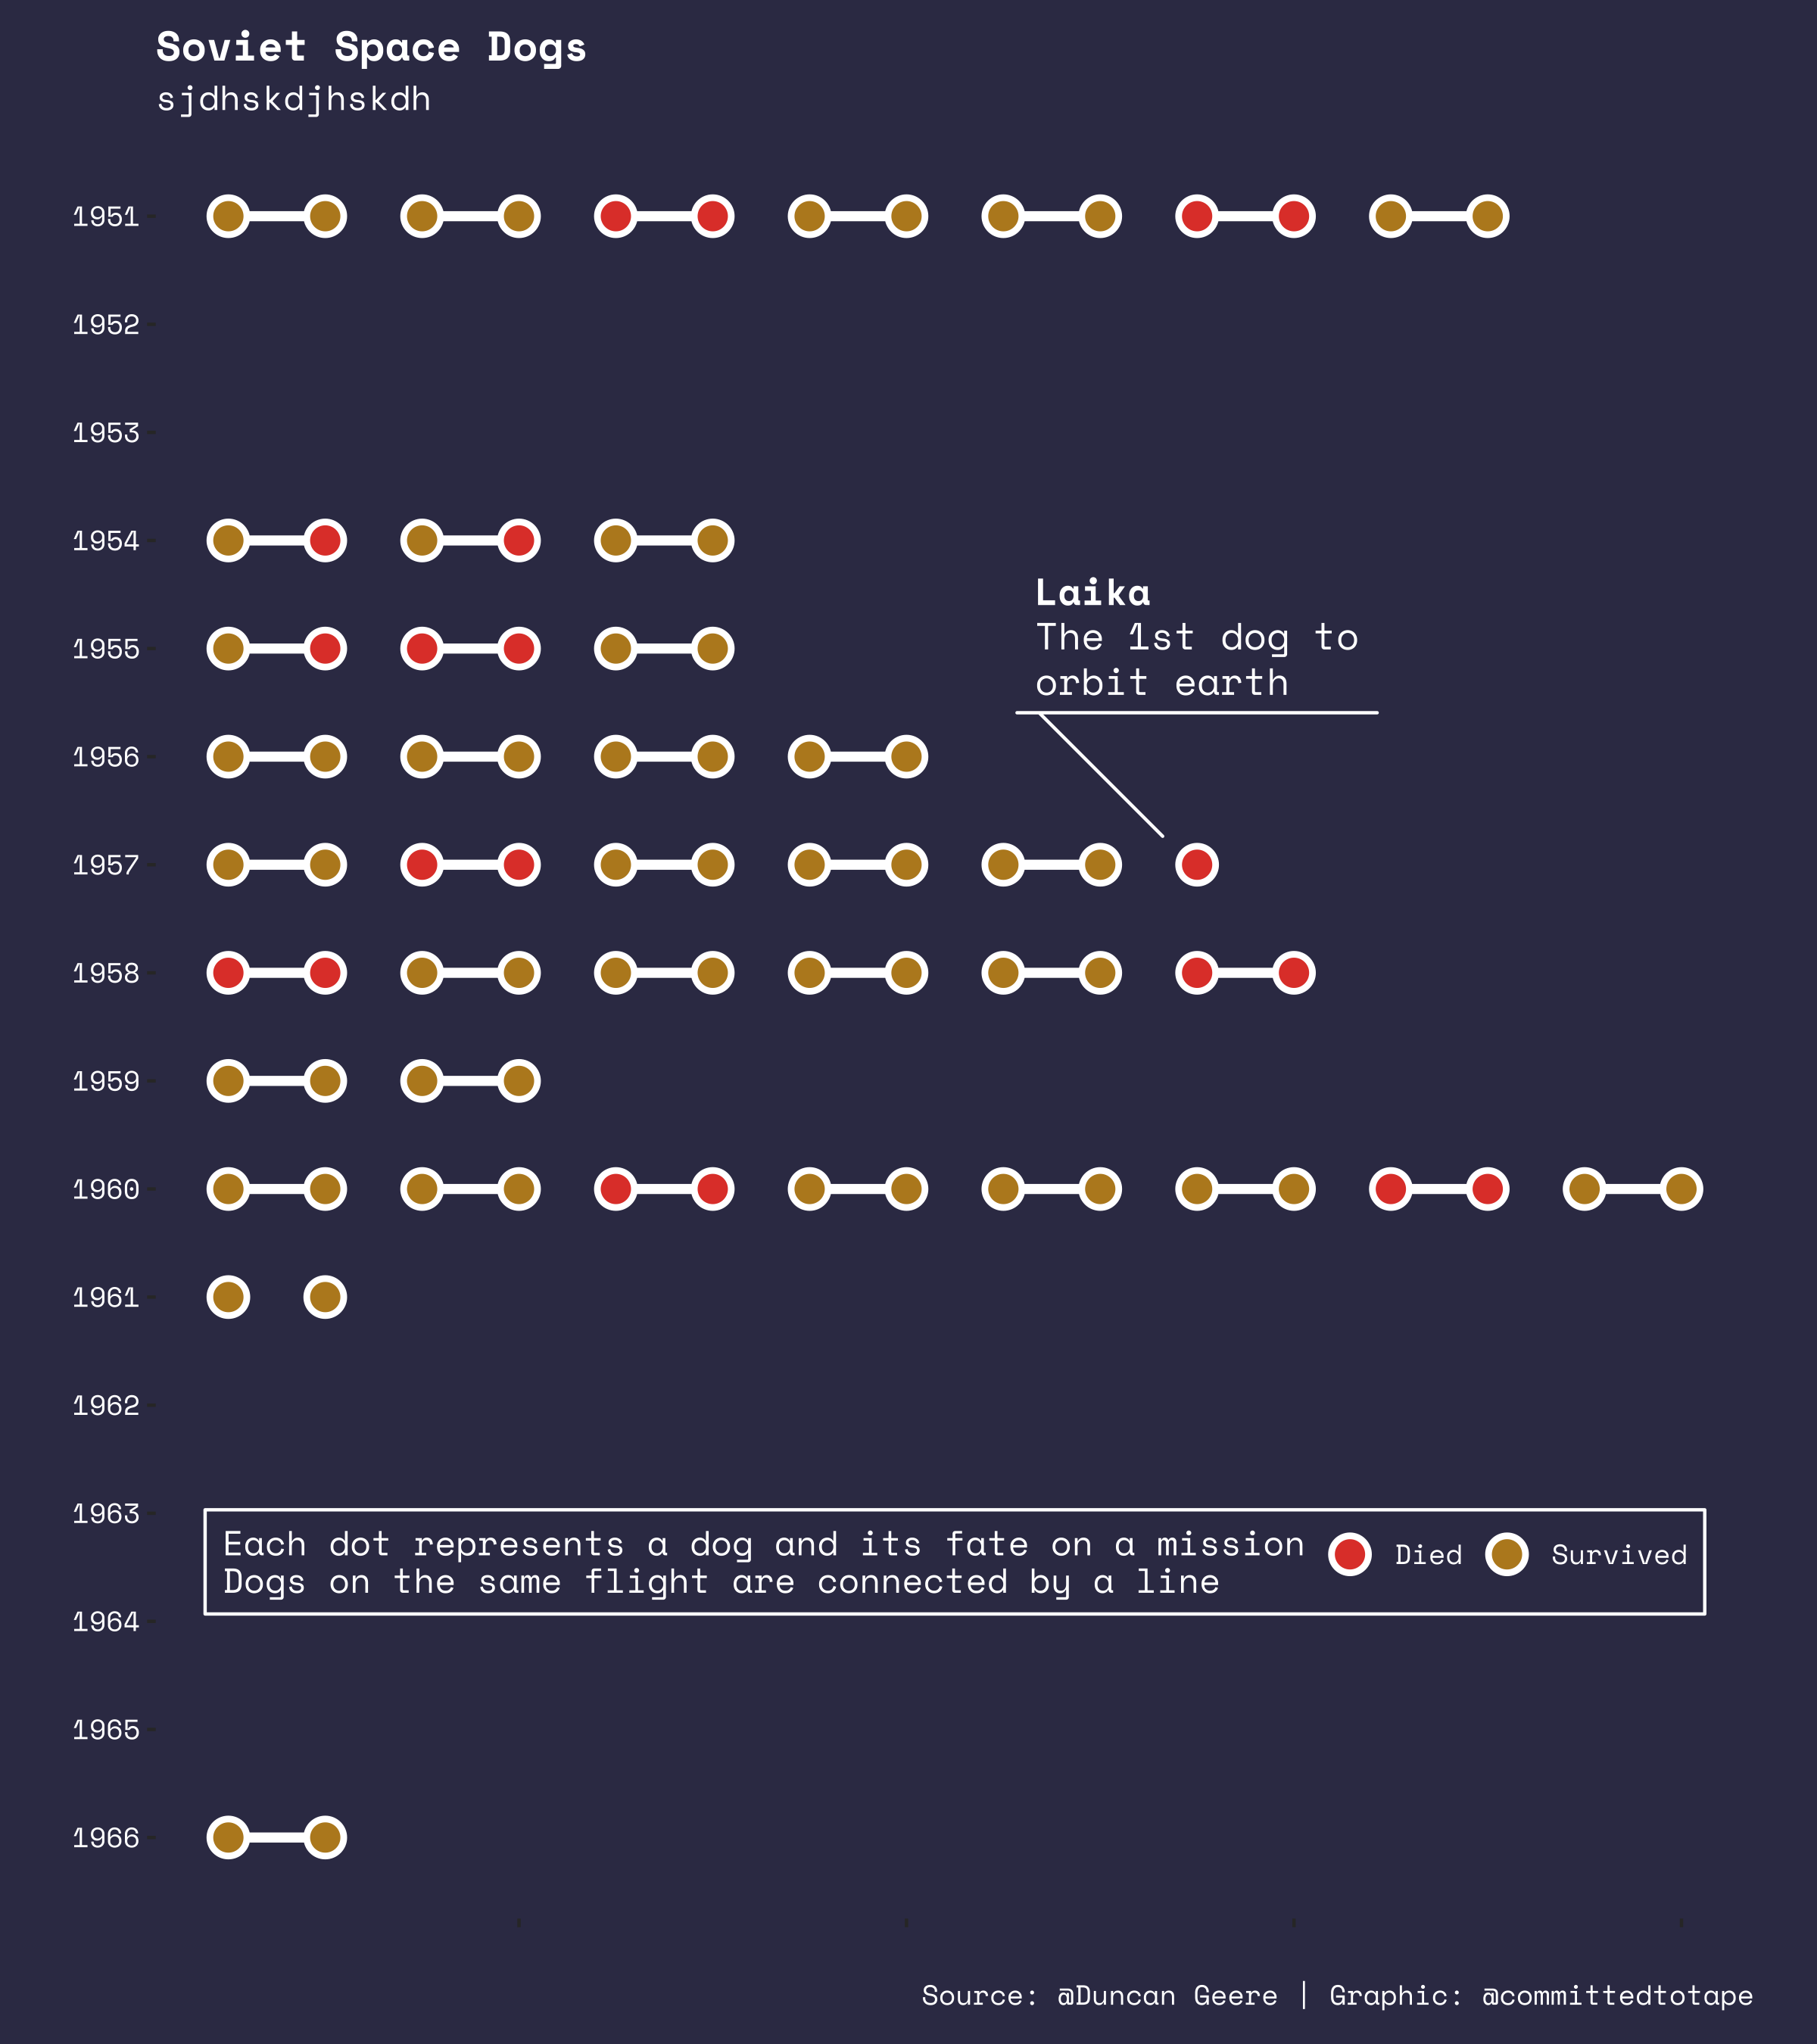 Soviet Space Dogs
sjdhskdjhskdh
1951
1952
1953
1954
Laika
The 1st dog to
orbit earth
1955
1956
1957
1958
1959
1960
1961
1962
1963
Each dot represents a dog and its fate on a mission
Dogs on the same flight are connected by a line
Died
Survived
1964
1965
1966
Source: @Duncan Geere | Graphic: @committedtotape